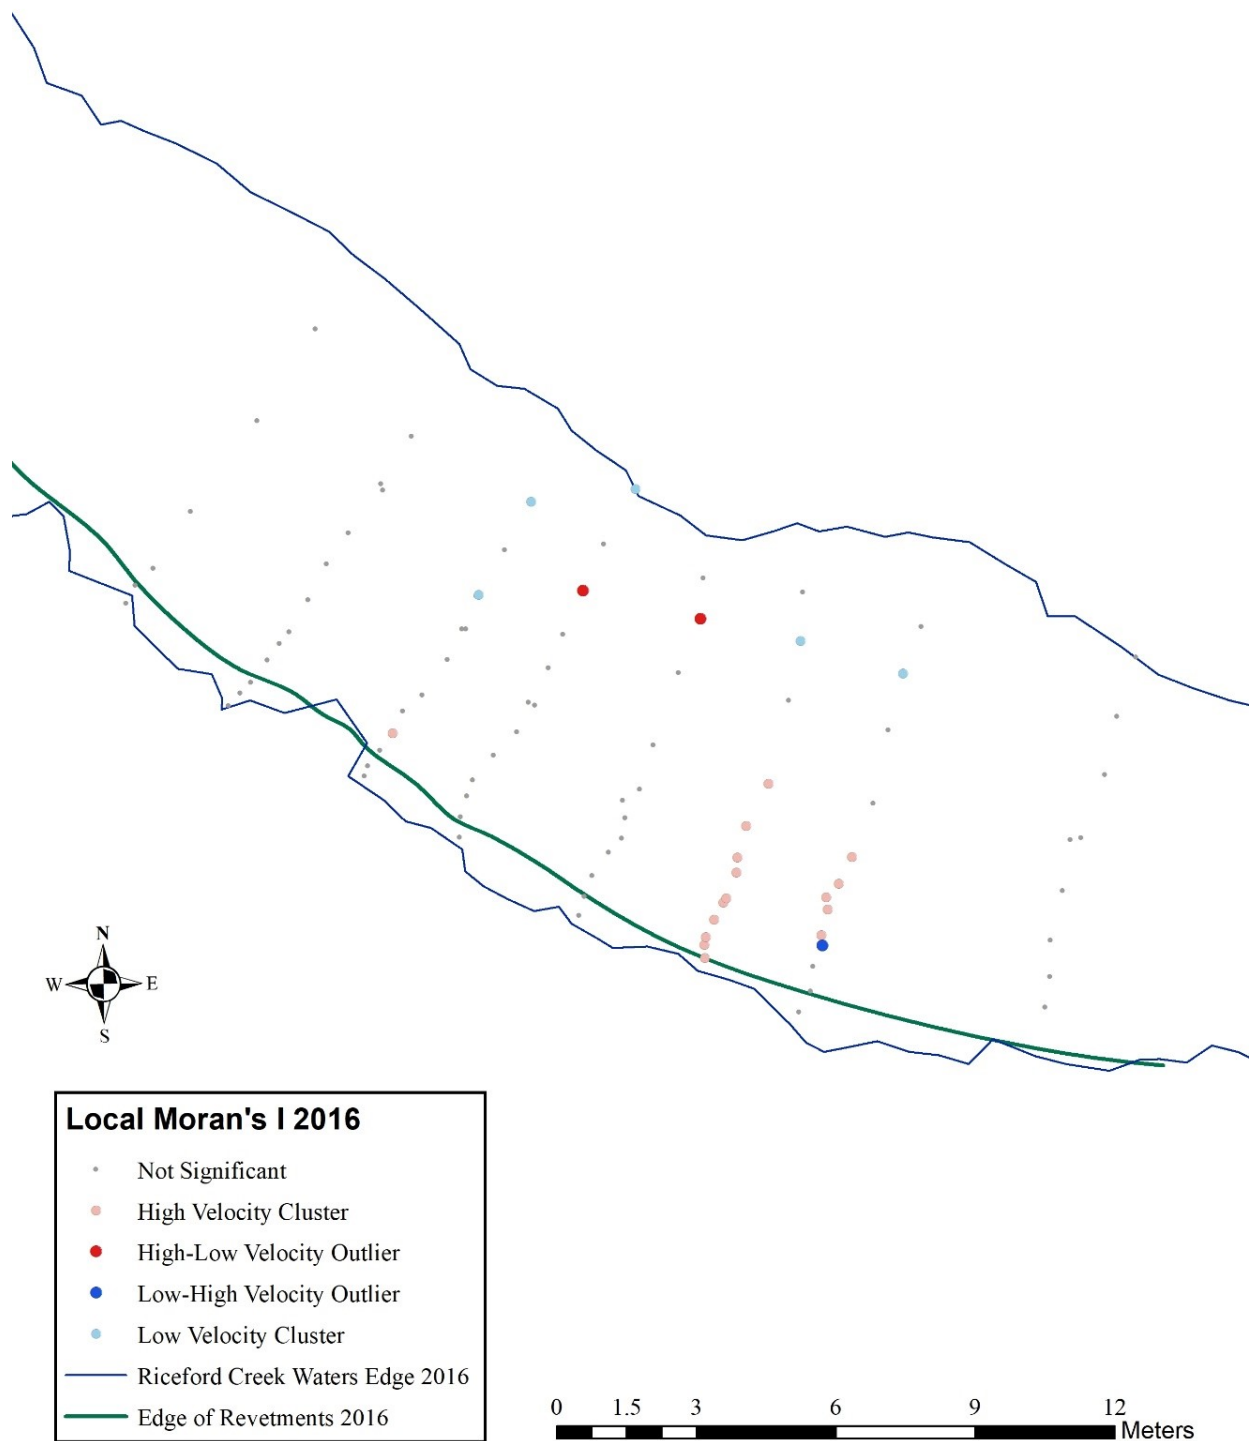 N
W E
S
Local Moran's I 2016
Not Significant
High Velocity Cluster
High-Low Velocity Outlier
Low-High Velocity Outlier
Low Velocity Cluster
Riceford Creek Waters Edge 2016
Edge of Revetments 2016
0 1.5 3 6 9 12
Meters